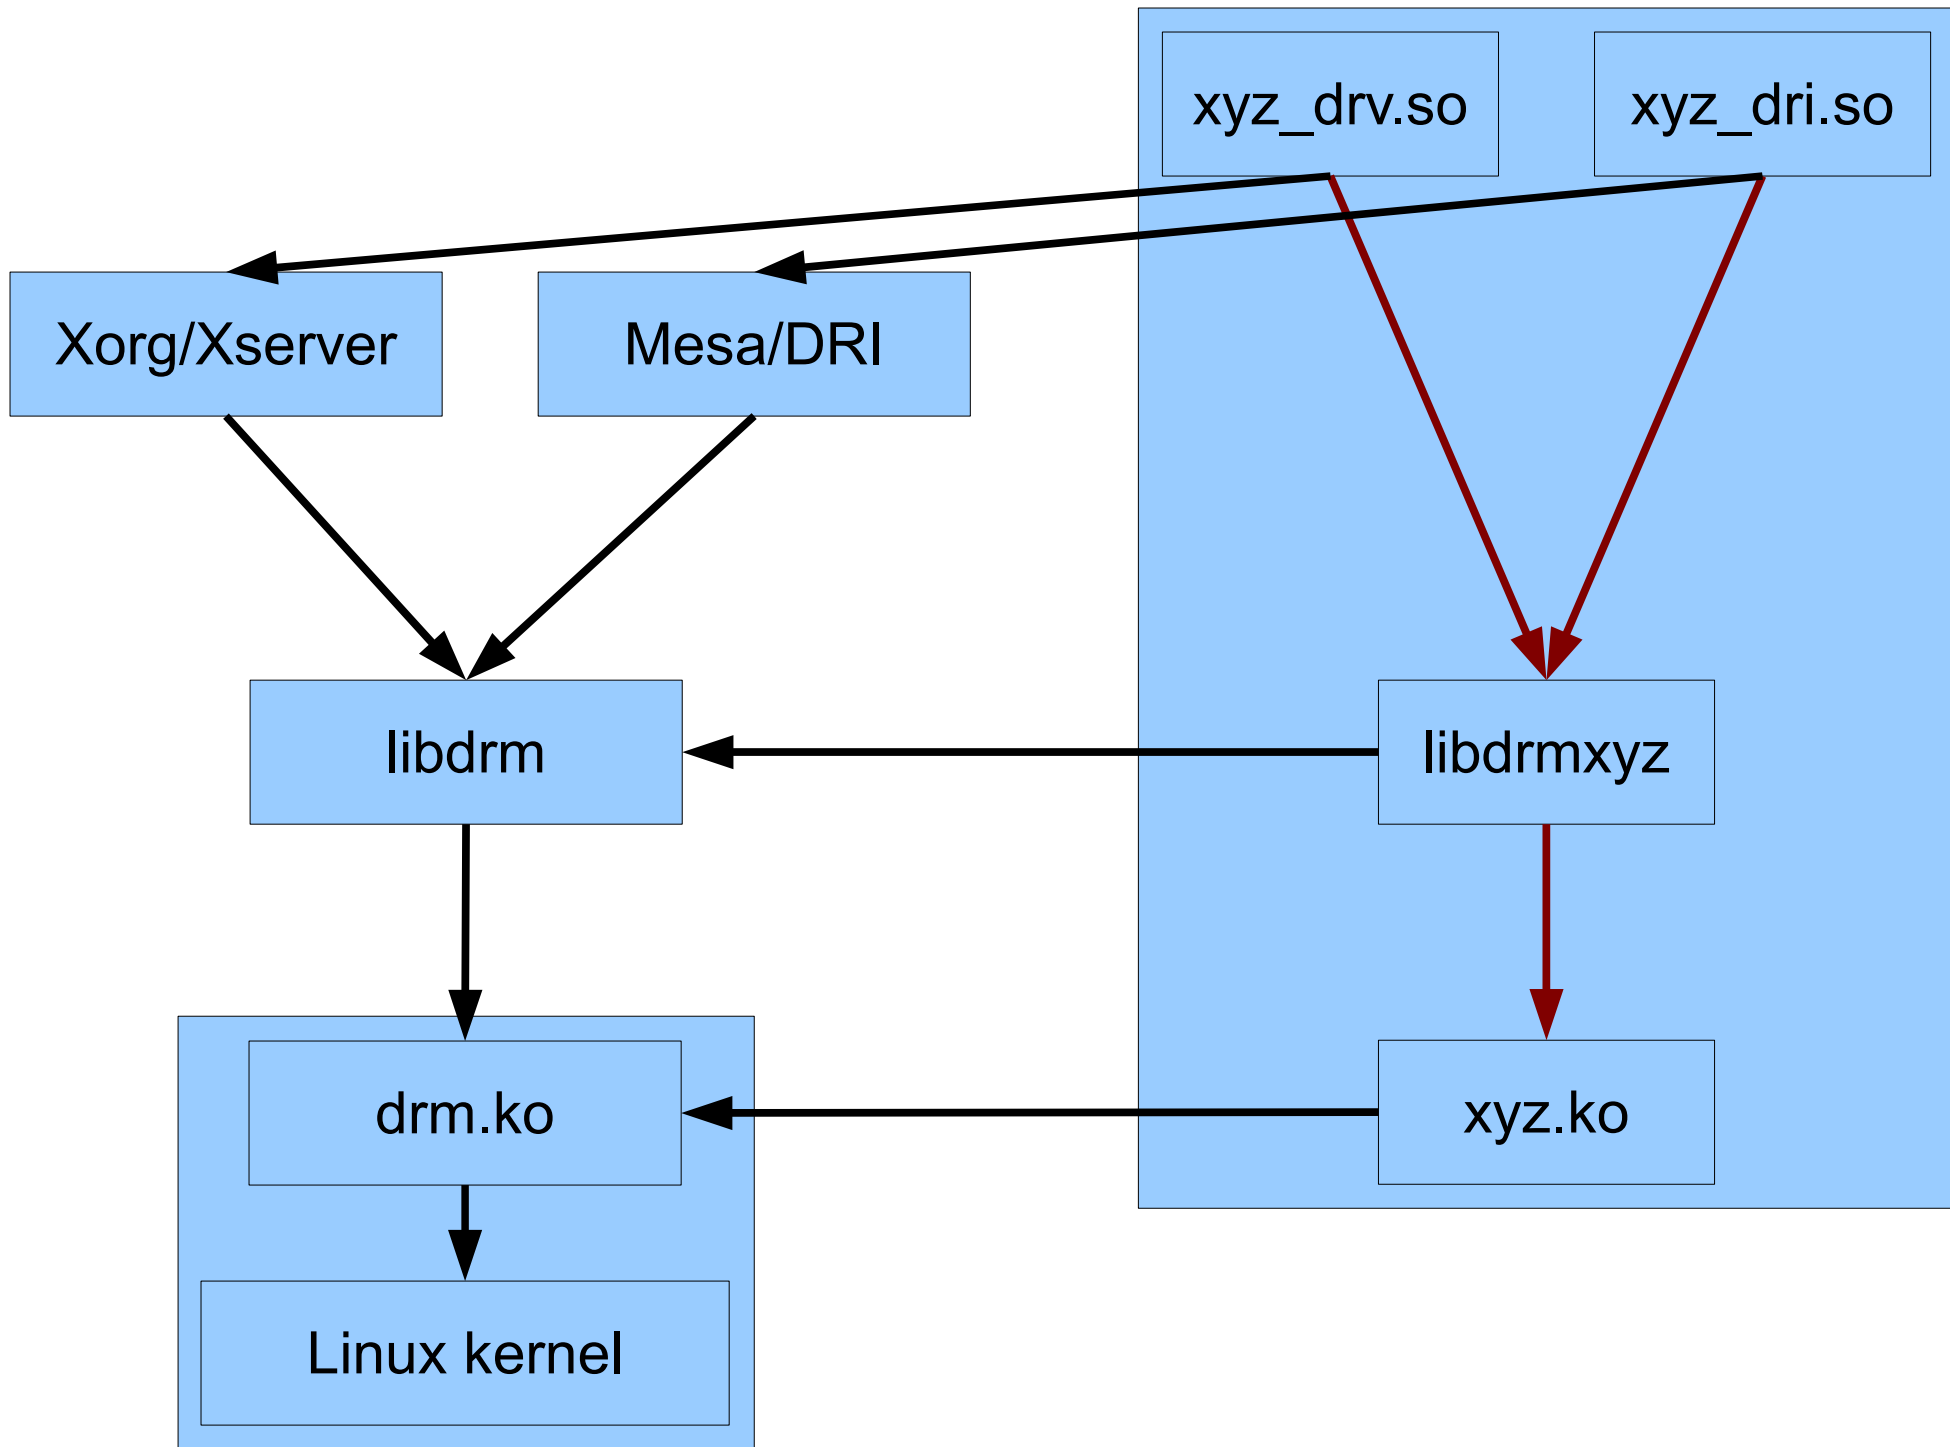 xyz_drv.so
xyz_dri.so
Xorg/Xserver
Mesa/DRI
libdrm
libdrmxyz
drm.ko
xyz.ko
Linux kernel